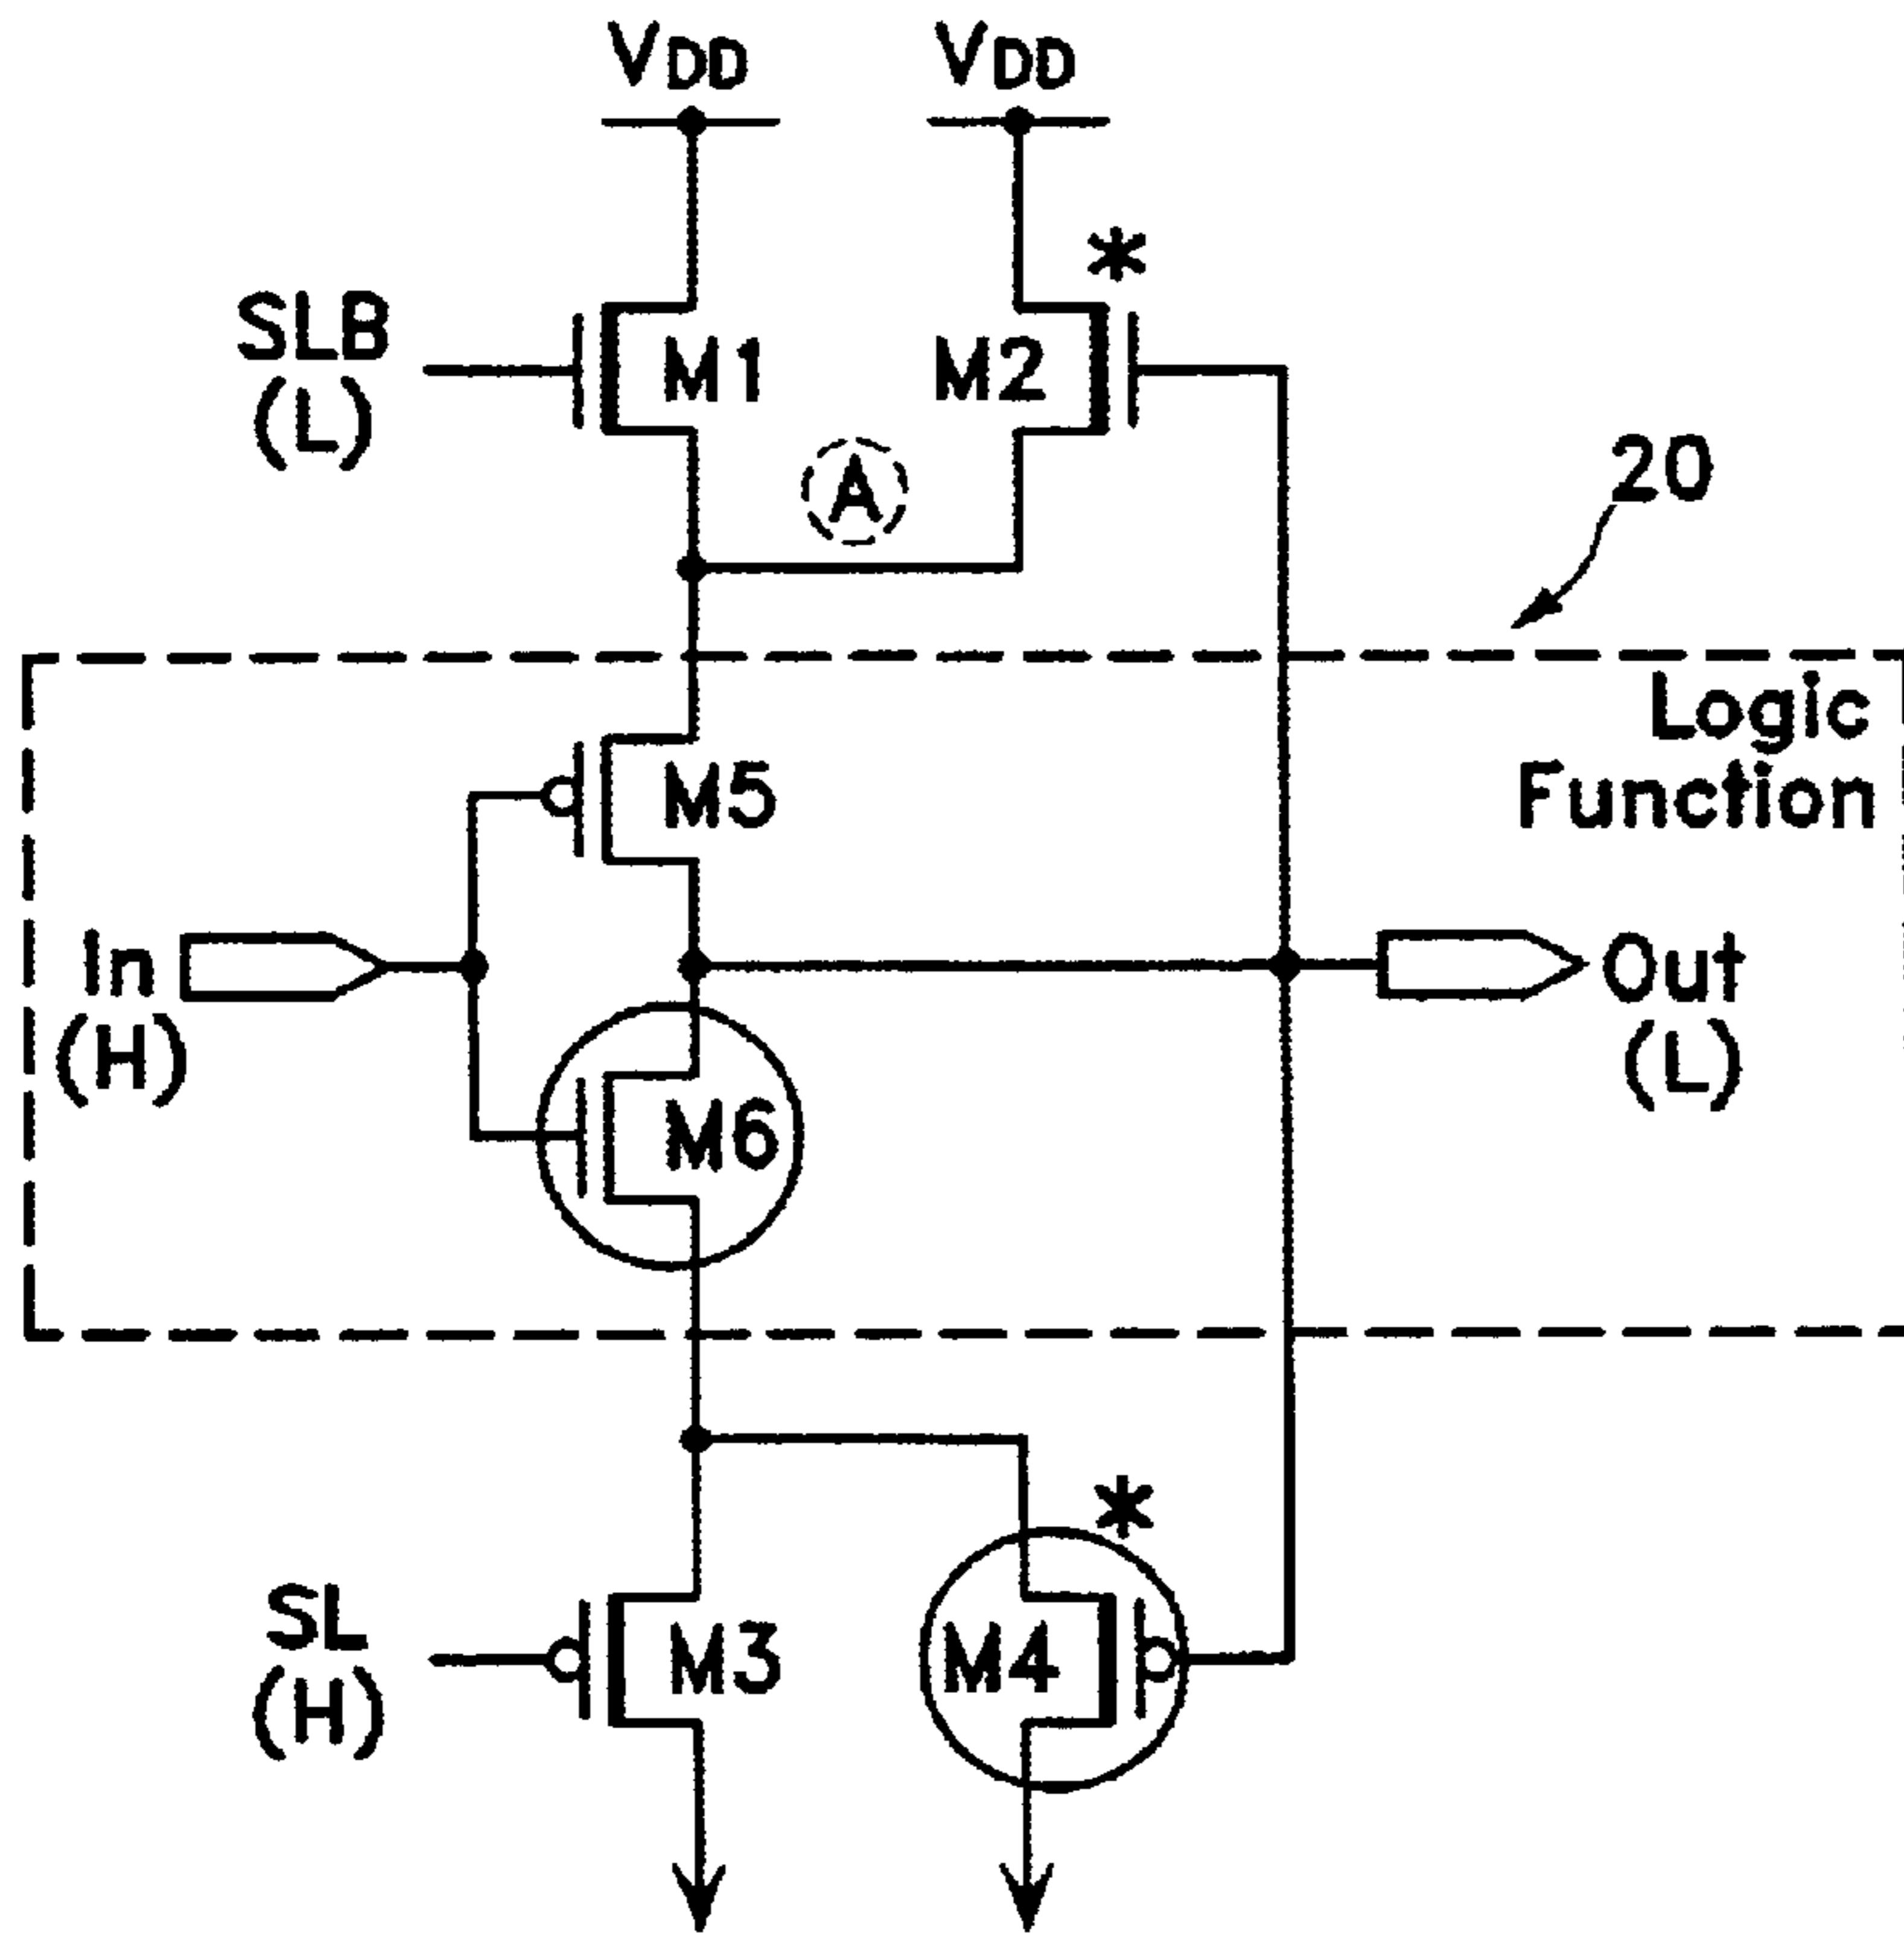 VDD
VDD
*
SLB
(L)
M1
M2
A
20
Logic
Function
M5
In
(H)
Out
(L)
M6
*
SL
(H)
M3
M4